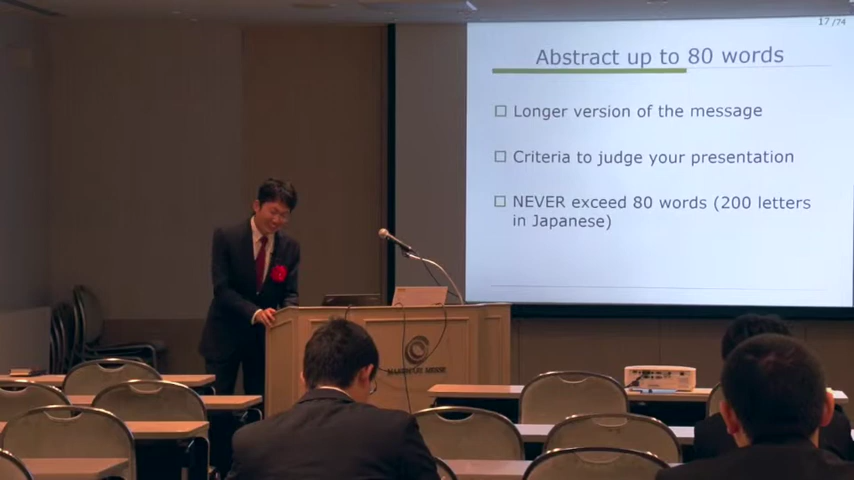 17/74
Abstract up to 80 words
Longer version of the message
Criteria to judge your presentation
NEVER exceed 80 words (200 letters
in Japanese)